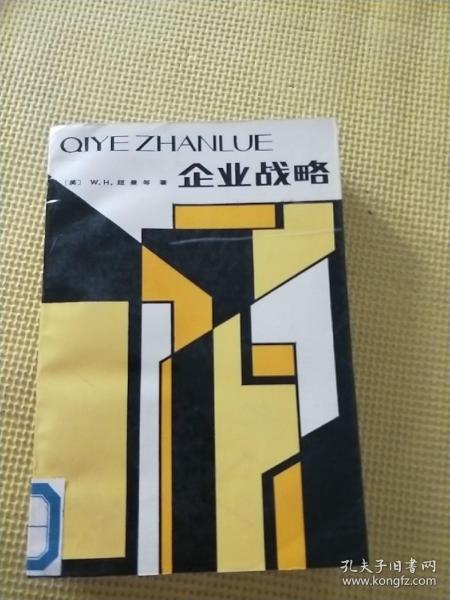 QIYE ZHANLUE
[英] W.H.纽曼等 著
企业战略
孔夫子旧书网
www.kongfz.com